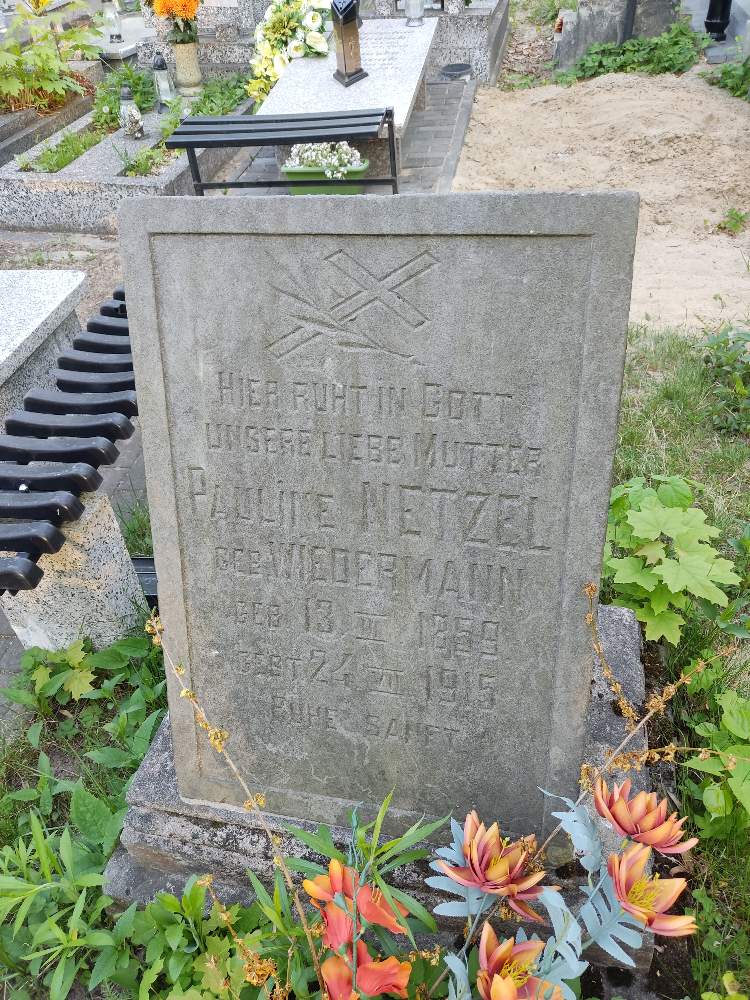 HIER RUHT IN GOTT
UNSERE LIEBE MUTTER
PAULINE NETZEL
GEB. WIEDERMANN
GEB 13 III 1859
GEST 24 VII 1915
RUHE SANFT